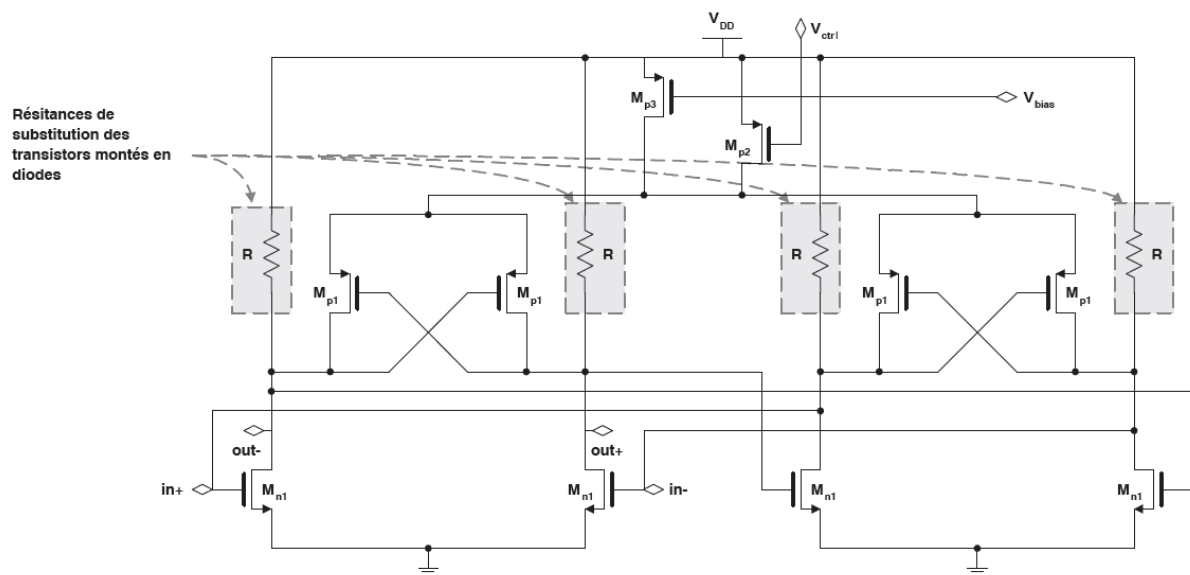 V_DD
V_ctrl
M_p3
V_bias
Résitances de
substitution des
transistors montés en
diodes
M_p2
R
R
R
R
M_p1
M_p1
M_p1
M_p1
out-
out+
in+
M_n1
M_n1
in-
M_n1
M_n1